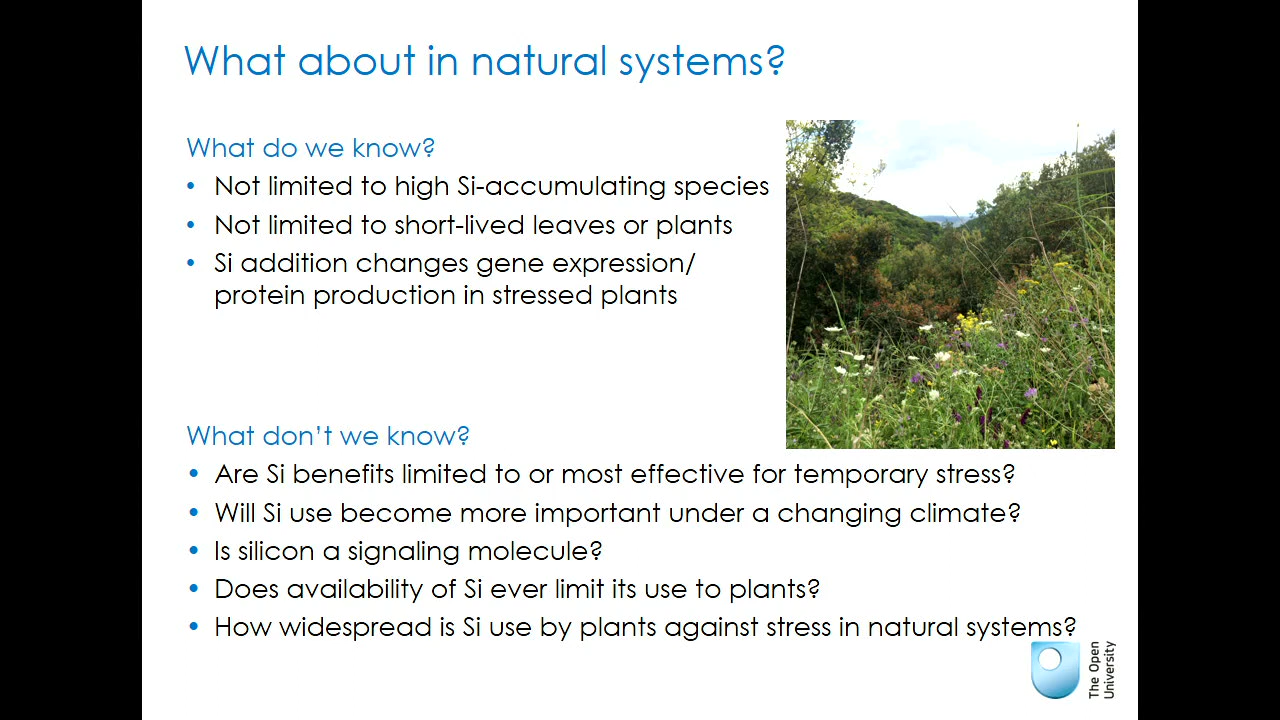 What about in natural systems?
What do we know?
• Not limited to high Si-accumulating species
• Not limited to short-lived leaves or plants
• Si addition changes gene expression/
protein production in stressed plants
What don't we know?
• Are Si benefits limited to or most effective for temporary stress?
• Will Si use become more important under a changing climate?
• Is silicon a signaling molecule?
• Does availability of Si ever limit its use to plants?
• How widespread is Si use by plants against stress in natural systems?
The Open
University